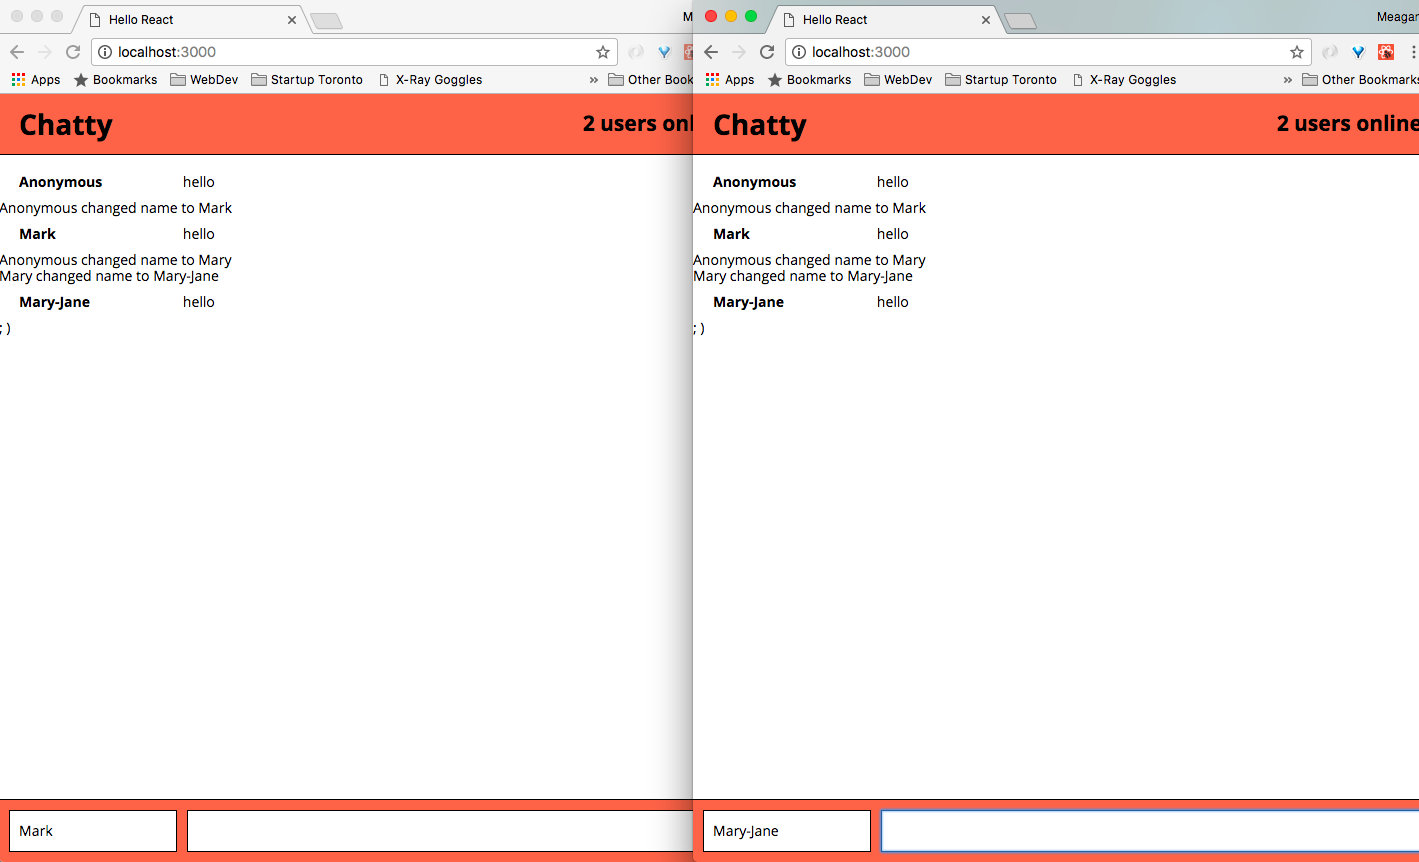 Hello React
M
localhost:3000
Apps Bookmarks WebDev Startup Toronto X-Ray Goggles » Other Book
Chatty 2 users onl
Anonymous hello
Anonymous changed name to Mark
Mark hello
Anonymous changed name to Mary
Mary changed name to Mary-Jane
Mary-Jane hello
; )
Mark
Hello React
Meagan
localhost:3000
Apps Bookmarks WebDev Startup Toronto X-Ray Goggles » Other Bookmarks
Chatty 2 users online
Anonymous hello
Anonymous changed name to Mark
Mark hello
Anonymous changed name to Mary
Mary changed name to Mary-Jane
Mary-Jane hello
; )
Mary-Jane